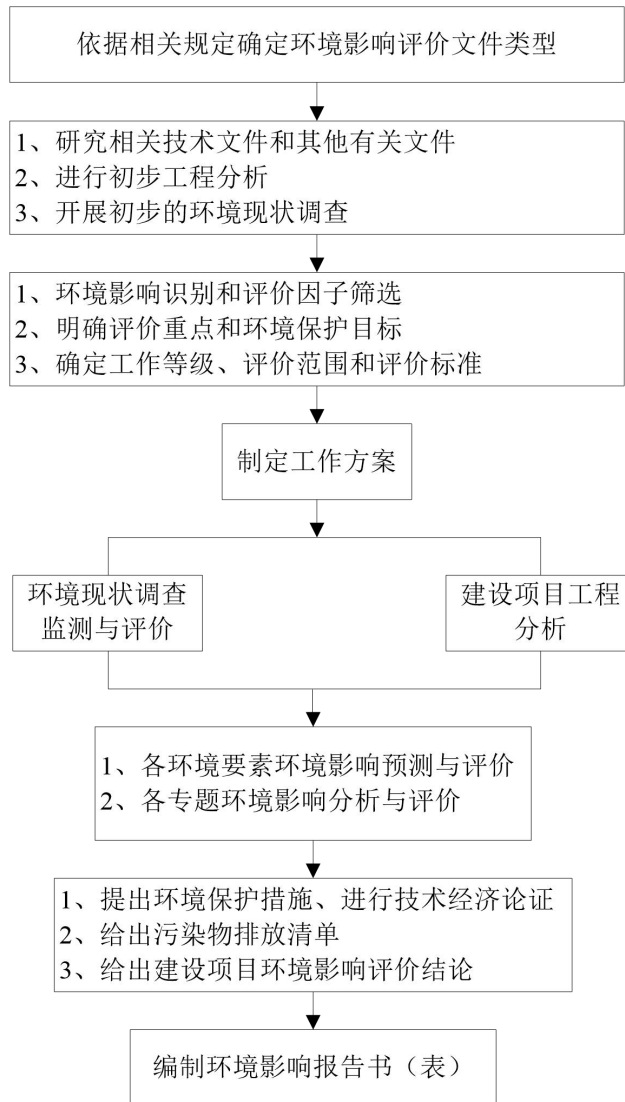 依据相关规定确定环境影响评价文件类型
1、研究相关技术文件和其他有关文件
2、进行初步工程分析
3、开展初步的环境现状调查
1、环境影响识别和评价因子筛选
2、明确评价重点和环境保护目标
3、确定工作等级、评价范围和评价标准
制定工作方案
环境现状调查
监测与评价
建设项目工程
分析
1、各环境要素环境影响预测与评价
2、各专题环境影响分析与评价
1、提出环境保护措施、进行技术经济论证
2、给出污染物排放清单
3、给出建设项目环境影响评价结论
编制环境影响报告书（表）